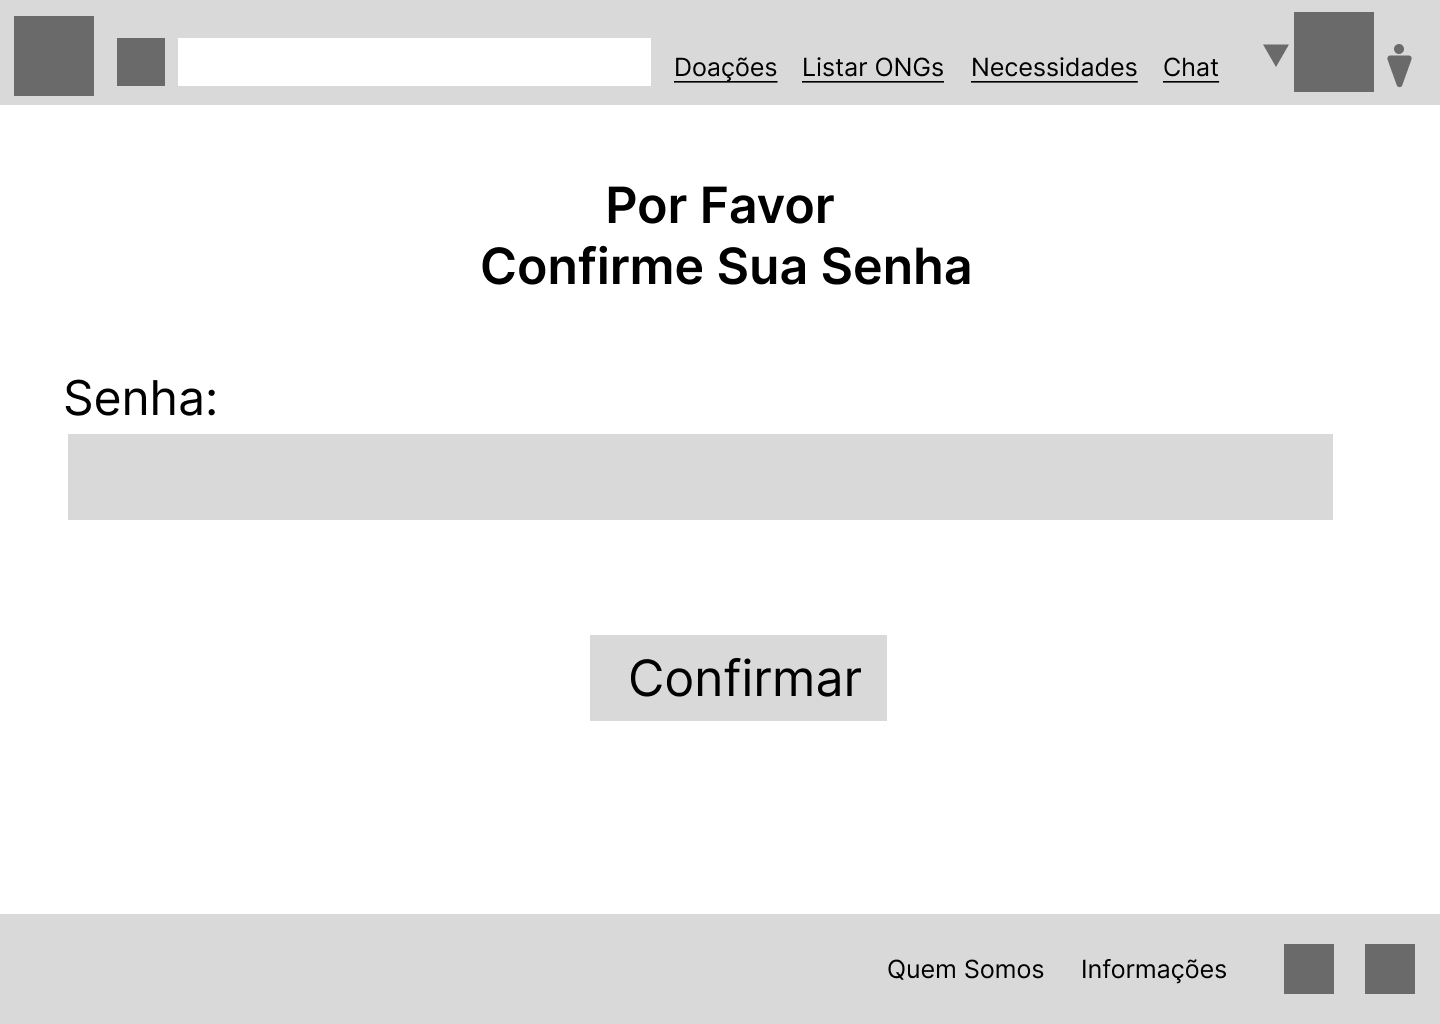 Doações Listar ONGs Necessidades Chat
Por Favor
Confirme Sua Senha
Senha:
Confirmar
Quem Somos Informações